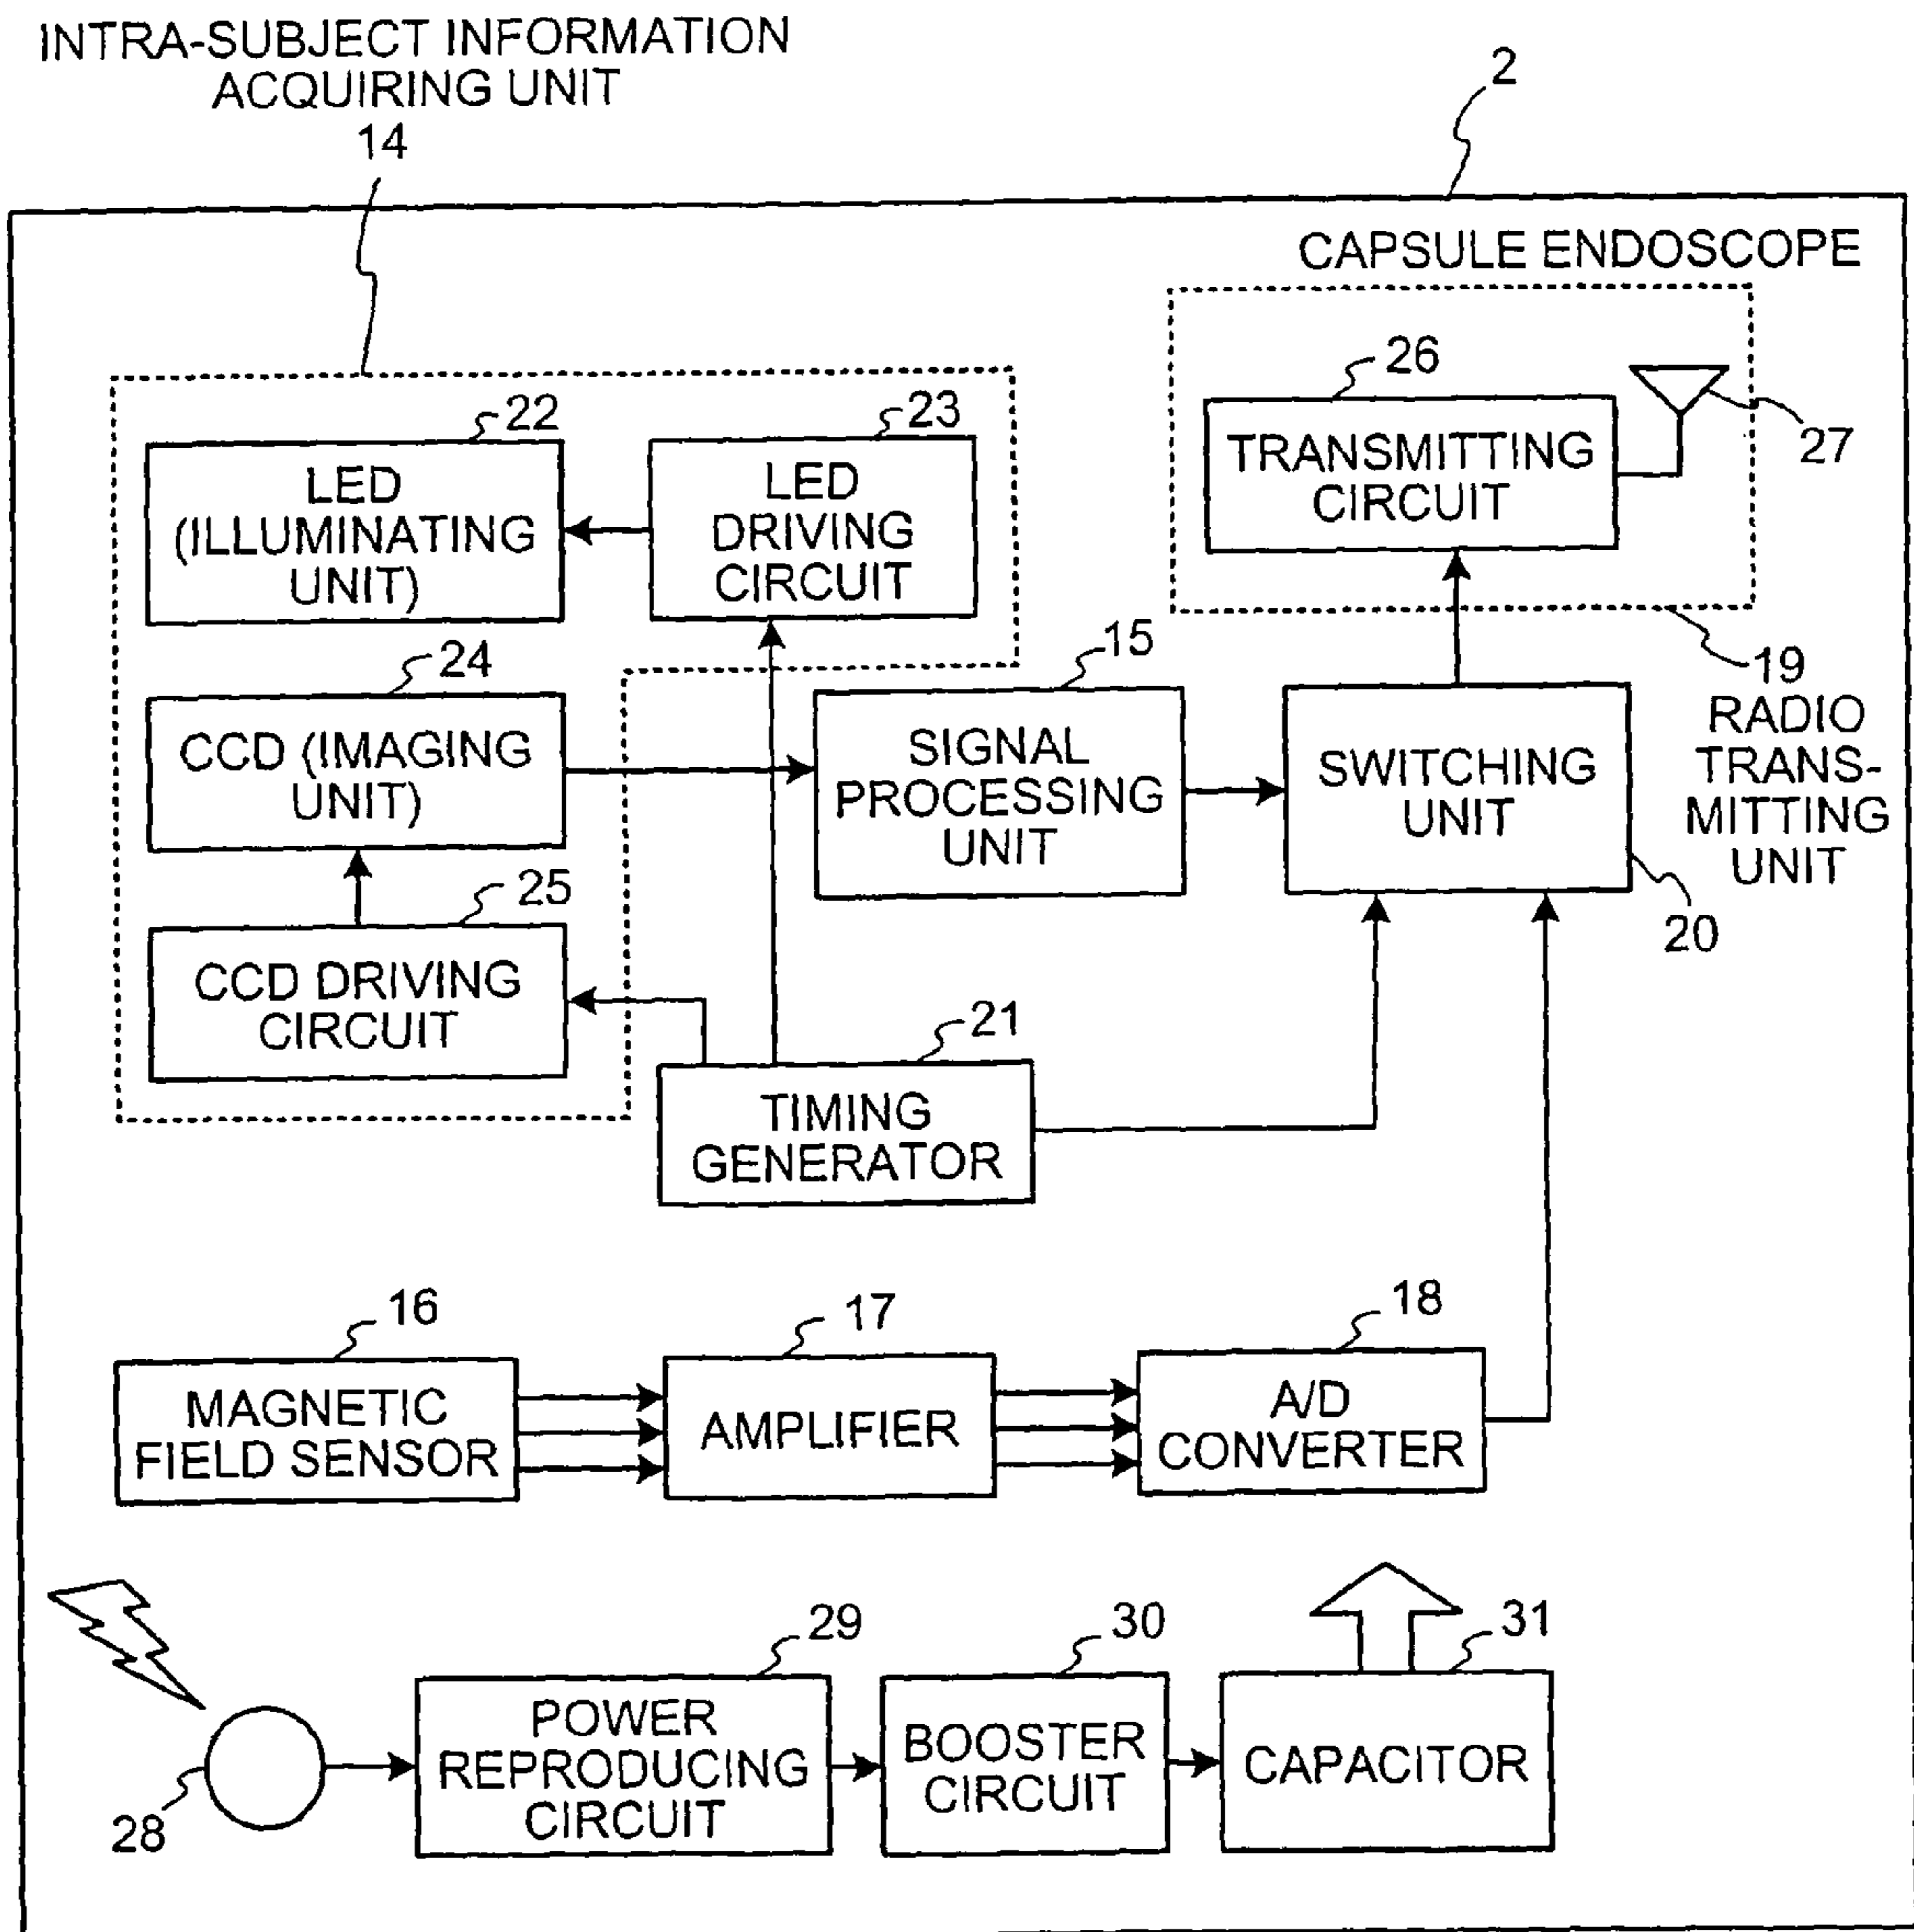 INTRA-SUBJECT INFORMATION
ACQUIRING UNIT
14
2
CAPSULE ENDOSCOPE
22
LED
(ILLUMINATING
UNIT)
23
LED
DRIVING
CIRCUIT
26
TRANSMITTING
CIRCUIT
27
24
CCD (IMAGING
UNIT)
15
SIGNAL
PROCESSING
UNIT
SWITCHING
UNIT
20
19
RADIO
TRANS-
MITTING
UNIT
25
CCD DRIVING
CIRCUIT
21
TIMING
GENERATOR
16
MAGNETIC
FIELD SENSOR
17
AMPLIFIER
18
A/D
CONVERTER
28
29
POWER
REPRODUCING
CIRCUIT
30
BOOSTER
CIRCUIT
31
CAPACITOR